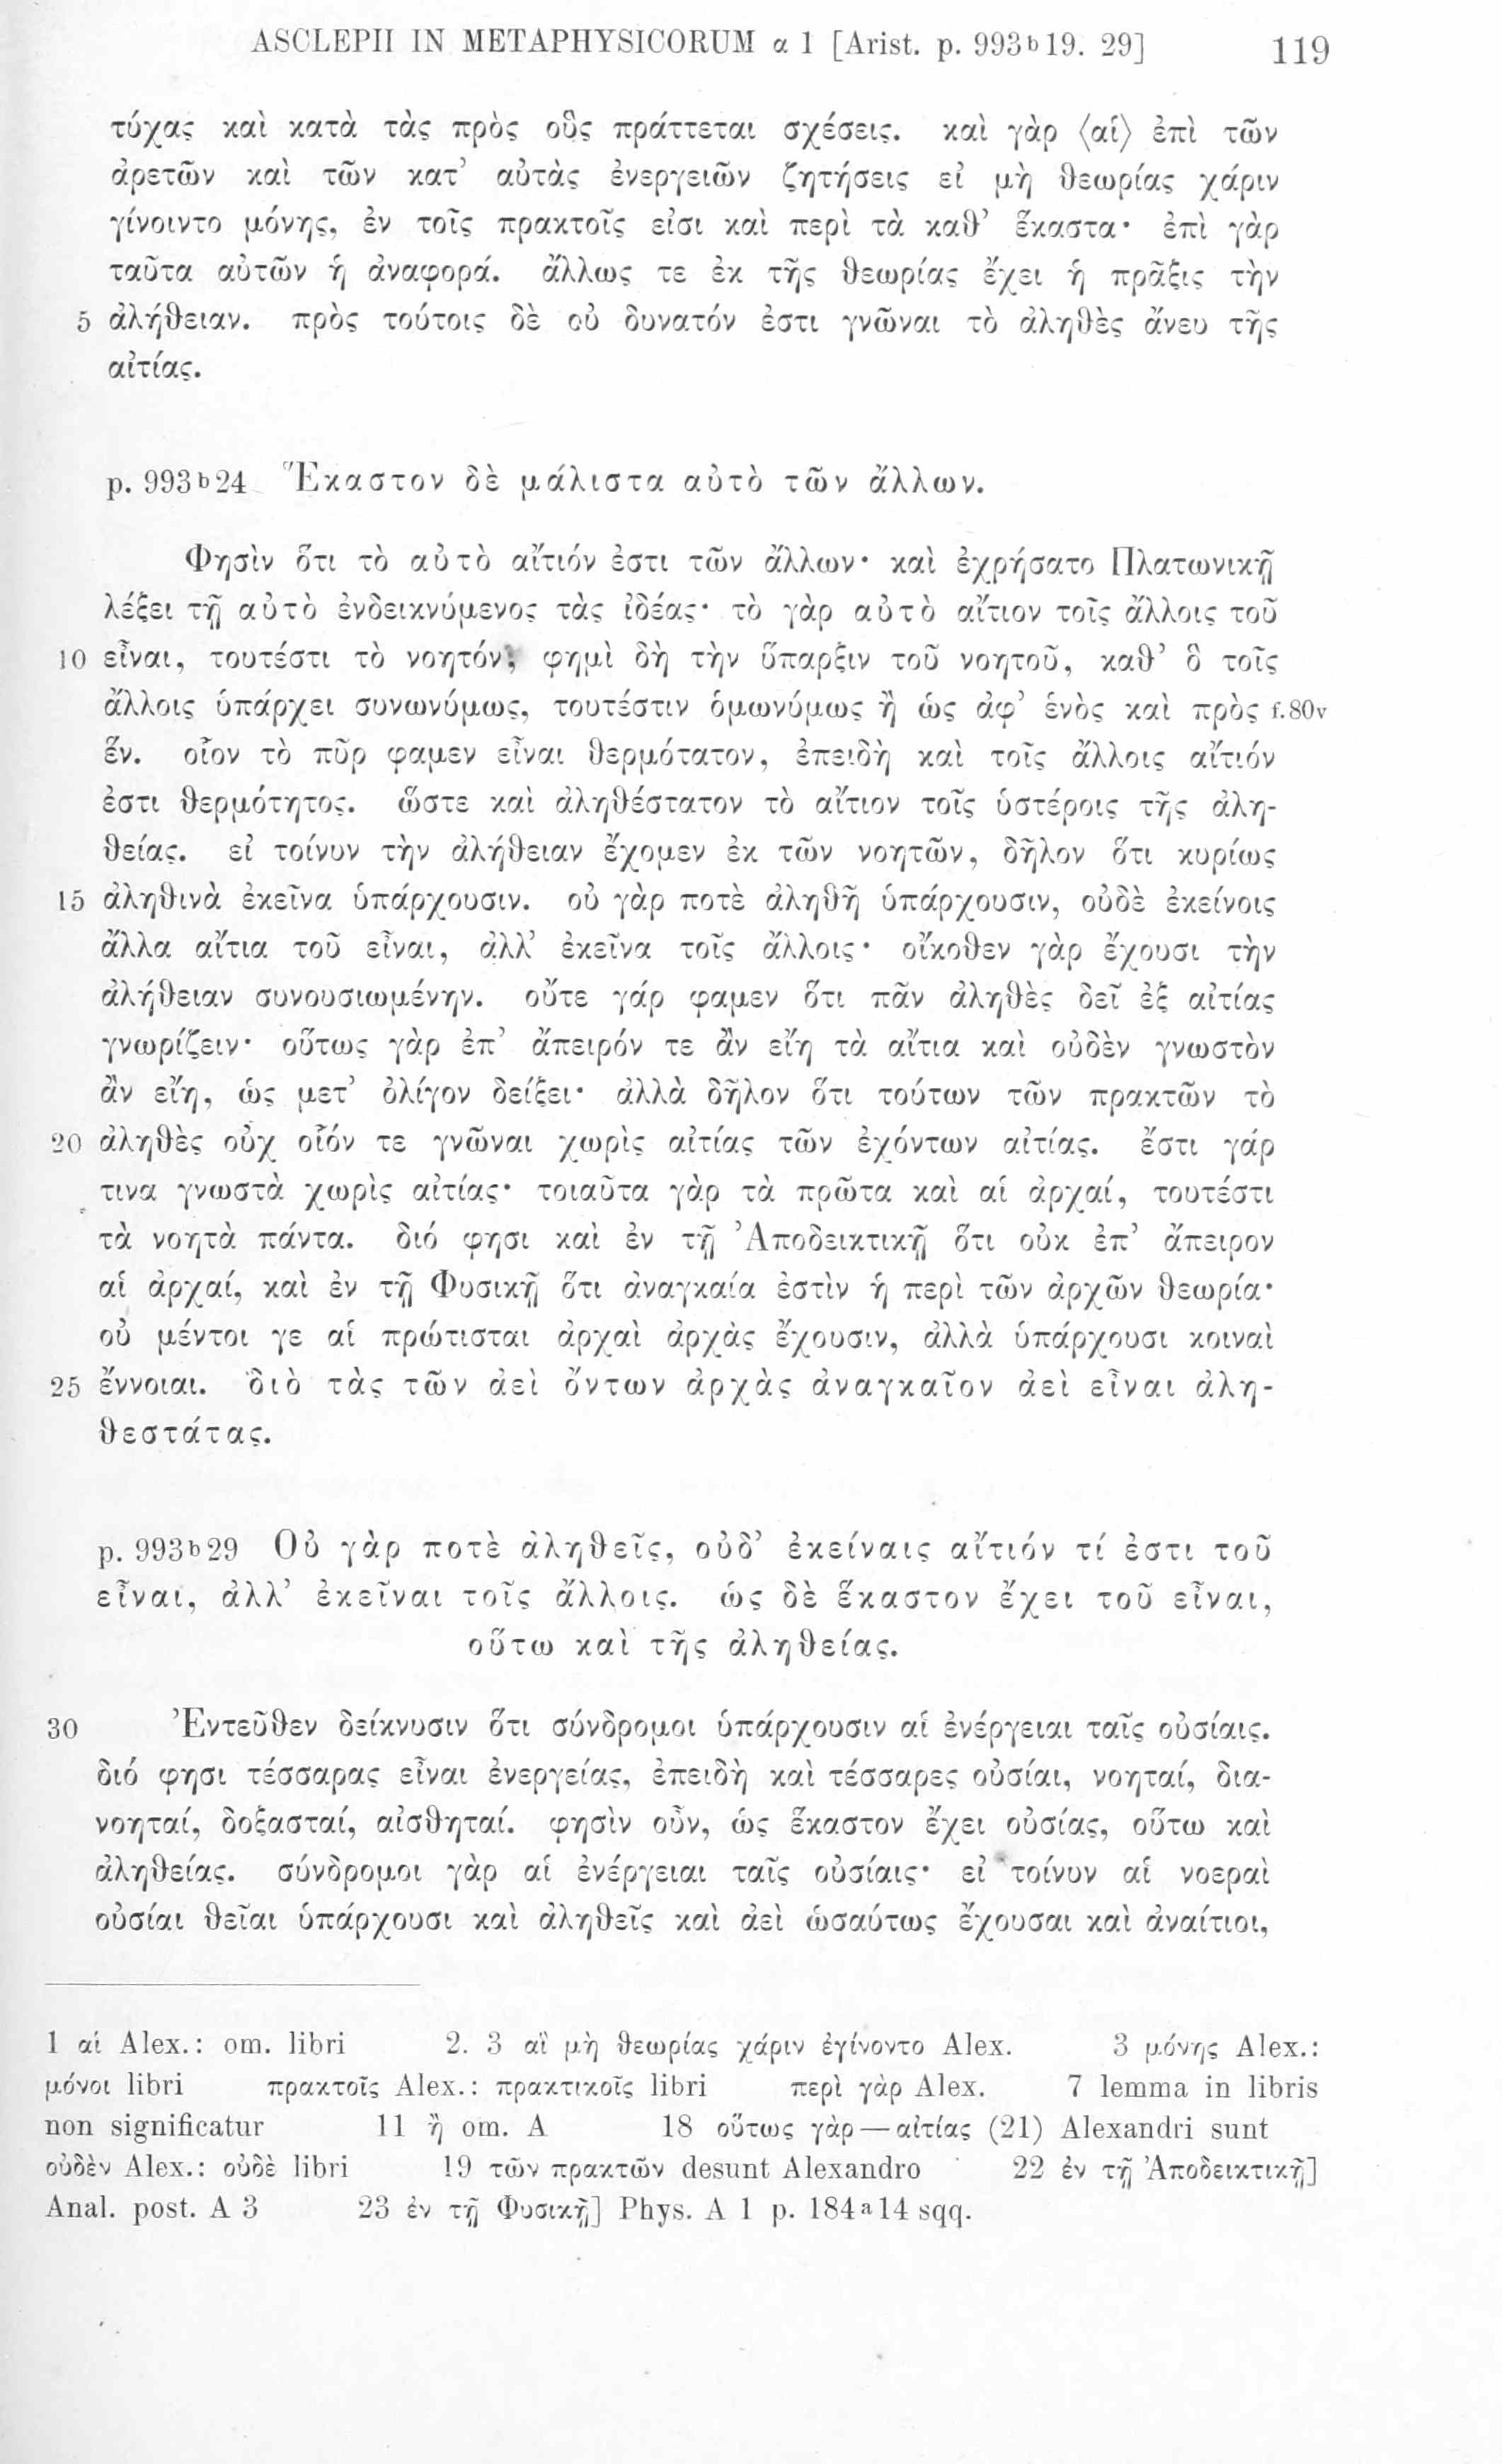 ASCLEPII IN METAPHYSICORUM α 1 [Arist. p. 993ᵇ19. 29] 119
τύχας καὶ κατὰ τὰς πρὸς οὓς πράττεται σχέσεις. καὶ γὰρ ⟨αἱ⟩ ἐπὶ τῶν
ἀρετῶν καὶ τῶν κατ’ αὐτὰς ἐνεργειῶν ζητήσεις εἰ μὴ θεωρίας χάριν
γίνοιντο μόνης, ἐν τοῖς πρακτοῖς εἰσι καὶ περὶ τὰ καθ’ ἕκαστα· ἐπὶ γὰρ
ταῦτα αὐτῶν ἡ ἀναφορά. ἄλλως τε ἐκ τῆς θεωρίας ἔχει ἡ πρᾶξις τὴν
5 ἀλήθειαν. πρὸς τούτοις δὲ οὐ δυνατόν ἐστι γνῶναι τὸ ἀληθὲς ἄνευ τῆς
αἰτίας.
p. 993ᵇ24 Ἕκαστον δὲ μάλιστα αὐτὸ τῶν ἄλλων.
Φησὶν ὅτι τὸ αὐτὸ αἴτιόν ἐστι τῶν ἄλλων· καὶ ἐχρήσατο Πλατωνικῇ
λέξει τῇ αὐτὸ ἐνδεικνύμενος τὰς ἰδέας· τὸ γὰρ αὐτὸ αἴτιον τοῖς ἄλλοις τοῦ
10 εἶναι, τουτέστι τὸ νοητόν, φημὶ δὴ τὴν ὕπαρξιν τοῦ νοητοῦ, καθ’ ὃ τοῖς
ἄλλοις ὑπάρχει συνωνύμως, τουτέστιν ὁμωνύμως ἢ ὡς ἀφ’ ἑνὸς καὶ πρὸς f.80v
ἕν. οἷον τὸ πῦρ φαμεν εἶναι θερμότατον, ἐπειδὴ καὶ τοῖς ἄλλοις αἴτιόν
ἐστι θερμότητος. ὥστε καὶ ἀληθέστατον τὸ αἴτιον τοῖς ὑστέροις τῆς ἀλη-
θείας. εἰ τοίνυν τὴν ἀλήθειαν ἔχομεν ἐκ τῶν νοητῶν, δῆλον ὅτι κυρίως
15 ἀληθινὰ ἐκεῖνα ὑπάρχουσιν. οὐ γὰρ ποτὲ ἀληθῆ ὑπάρχουσιν, οὐδὲ ἐκείνοις
ἄλλα αἴτια τοῦ εἶναι, ἀλλ’ ἐκεῖνα τοῖς ἄλλοις· οἴκοθεν γὰρ ἔχουσι τὴν
ἀλήθειαν συνουσιωμένην. οὔτε γάρ φαμεν ὅτι πᾶν ἀληθὲς δεῖ ἐξ αἰτίας
γνωρίζειν· οὕτως γὰρ ἐπ’ ἄπειρόν τε ἂν εἴη τὰ αἴτια καὶ οὐδὲν γνωστὸν
ἂν εἴη, ὡς μετ’ ὀλίγον δείξει· ἀλλὰ δῆλον ὅτι τούτων τῶν πρακτῶν τὸ
20 ἀληθὲς οὐχ οἷόν τε γνῶναι χωρὶς αἰτίας τῶν ἐχόντων αἰτίας. ἔστι γάρ
τινα γνωστὰ χωρὶς αἰτίας· τοιαῦτα γὰρ τὰ πρῶτα καὶ αἱ ἀρχαί, τουτέστι
τὰ νοητὰ πάντα. διό φησι καὶ ἐν τῇ Ἀποδεικτικῇ ὅτι οὐκ ἐπ’ ἄπειρον
αἱ ἀρχαί, καὶ ἐν τῇ Φυσικῇ ὅτι ἀναγκαία ἐστὶν ἡ περὶ τῶν ἀρχῶν θεωρία·
οὐ μέντοι γε αἱ πρώτισται ἀρχαὶ ἀρχὰς ἔχουσιν, ἀλλὰ ὑπάρχουσι κοιναὶ
25 ἔννοιαι. διὸ τὰς τῶν ἀεὶ ὄντων ἀρχὰς ἀναγκαῖον ἀεὶ εἶναι ἀλη-
θεστάτας.
p. 993ᵇ29 Οὐ γὰρ ποτὲ ἀληθεῖς, οὐδ’ ἐκείναις αἴτιόν τί ἐστι τοῦ
εἶναι, ἀλλ’ ἐκεῖναι τοῖς ἄλλοις. ὡς δὲ ἕκαστον ἔχει τοῦ εἶναι,
οὕτω καὶ τῆς ἀληθείας.
30 Ἐντεῦθεν δείκνυσιν ὅτι σύνδρομοι ὑπάρχουσιν αἱ ἐνέργειαι ταῖς οὐσίαις.
διό φησι τέσσαρας εἶναι ἐνεργείας, ἐπειδὴ καὶ τέσσαρες οὐσίαι, νοηταί, δια-
νοηταί, δοξασταί, αἰσθηταί. φησὶν οὖν, ὡς ἕκαστον ἔχει οὐσίας, οὕτω καὶ
ἀληθείας. σύνδρομοι γὰρ αἱ ἐνέργειαι ταῖς οὐσίαις· εἰ τοίνυν αἱ νοεραὶ
οὐσίαι θεῖαι ὑπάρχουσι καὶ ἀληθεῖς καὶ ἀεὶ ὡσαύτως ἔχουσαι καὶ ἀναίτιοι,
1 αἱ Alex.: om. libri 2. 3 αἳ μὴ θεωρίας χάριν ἐγίνοντο Alex. 3 μόνης Alex.:
μόνοι libri πρακτοῖς Alex.: πρακτικοῖς libri περὶ γὰρ Alex. 7 lemma in libris
non significatur 11 ἢ om. A 18 οὕτως γὰρ—αἰτίας (21) Alexandri sunt
οὐδὲν Alex.: οὐδὲ libri 19 τῶν πρακτῶν desunt Alexandro 22 ἐν τῇ Ἀποδεικτικῇ]
Anal. post. A 3 23 ἐν τῇ Φυσικῇ] Phys. A 1 p. 184ᵃ14 sqq.